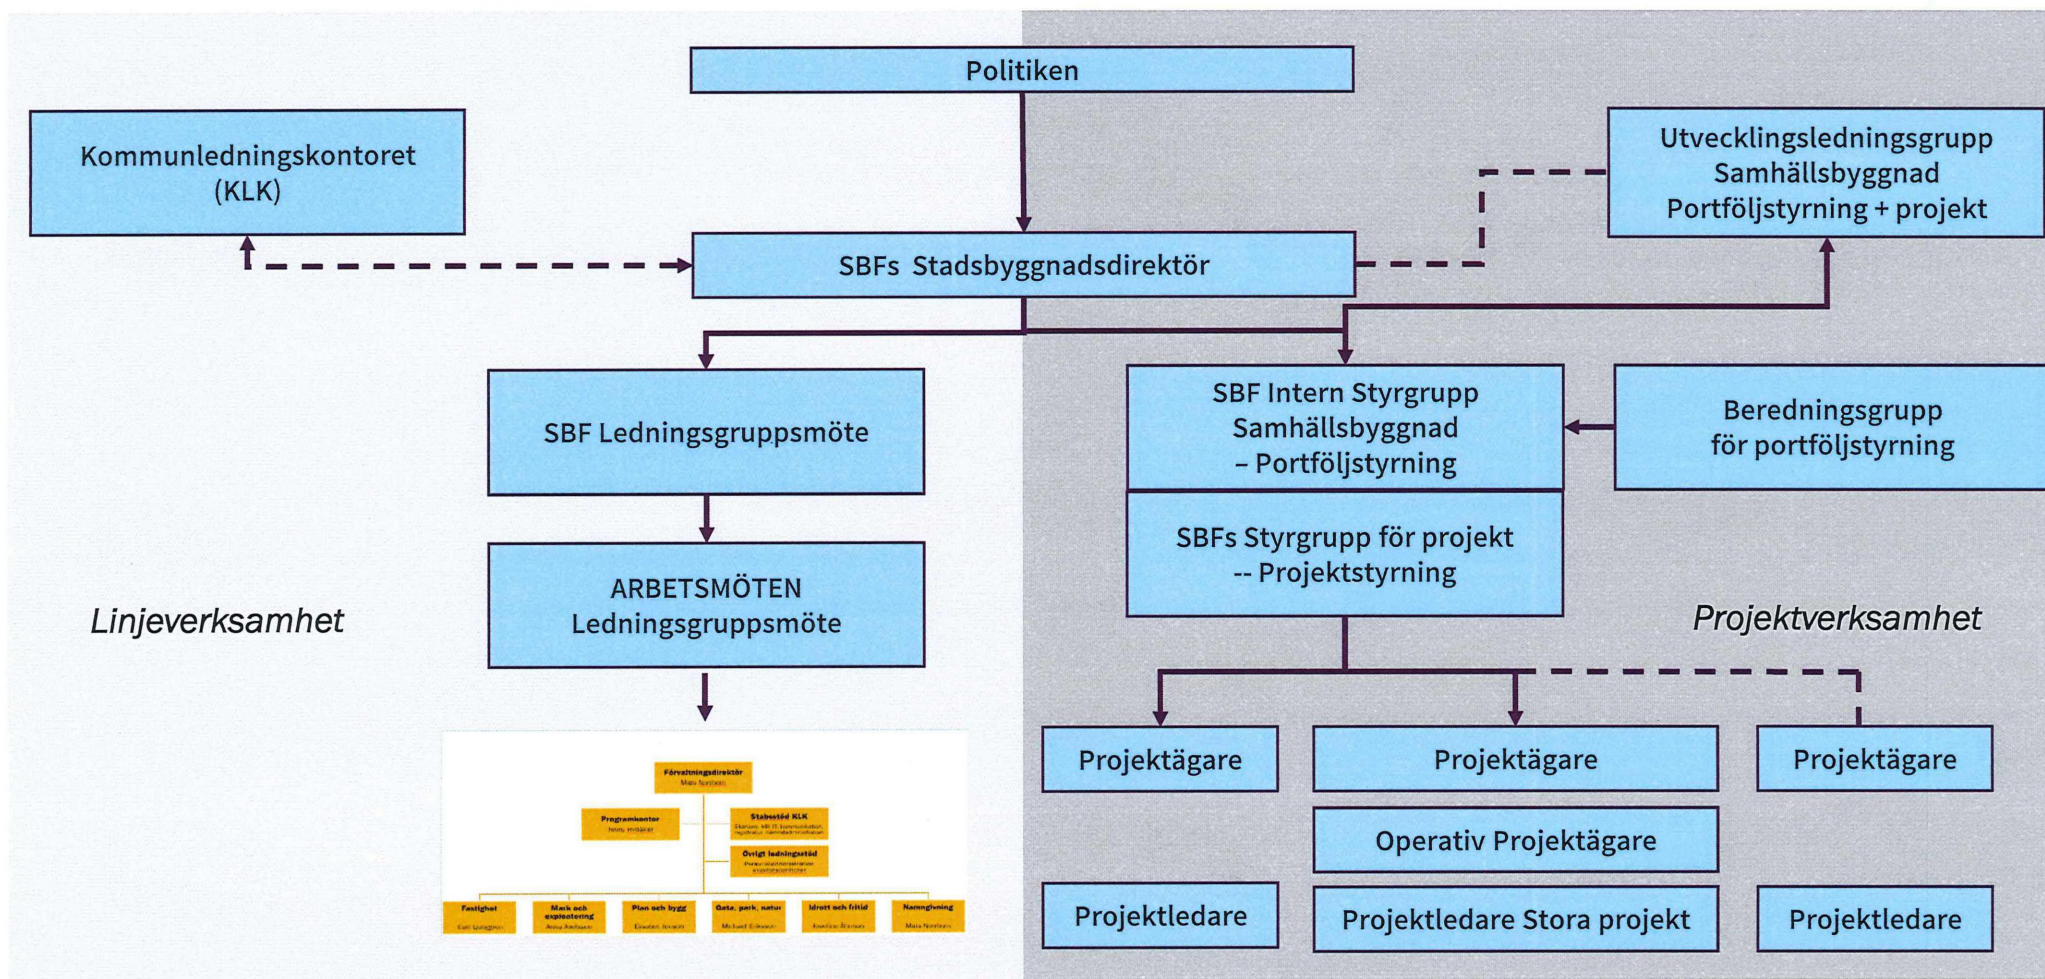 Politiken
Kommunledningskontoret
(KLK)
Utvecklingsledningsgrupp
Samhällsbyggnad
Portföljstyrning + projekt
SBFs Stadsbyggnadsdirektör
SBF Ledningsgruppsmöte
SBF Intern Styrgrupp
Samhällsbyggnad
– Portföljstyrning
Beredningsgrupp
för portföljstyrning
SBFs Styrgrupp för projekt
-- Projektstyrning
ARBETSMÖTEN
Ledningsgruppsmöte
Linjeverksamhet
Projektverksamhet
Förvaltningsdirektör
Programkontor
Stabsstöd KLK
Övrigt ledningsstöd
Fastighet
Mark och
exploatering
Plan och bygg
Gata, park, natur
Michael Eriksson
Idrott och fritid
Namngivning
Projektägare
Projektägare
Projektägare
Operativ Projektägare
Projektledare
Projektledare Stora projekt
Projektledare